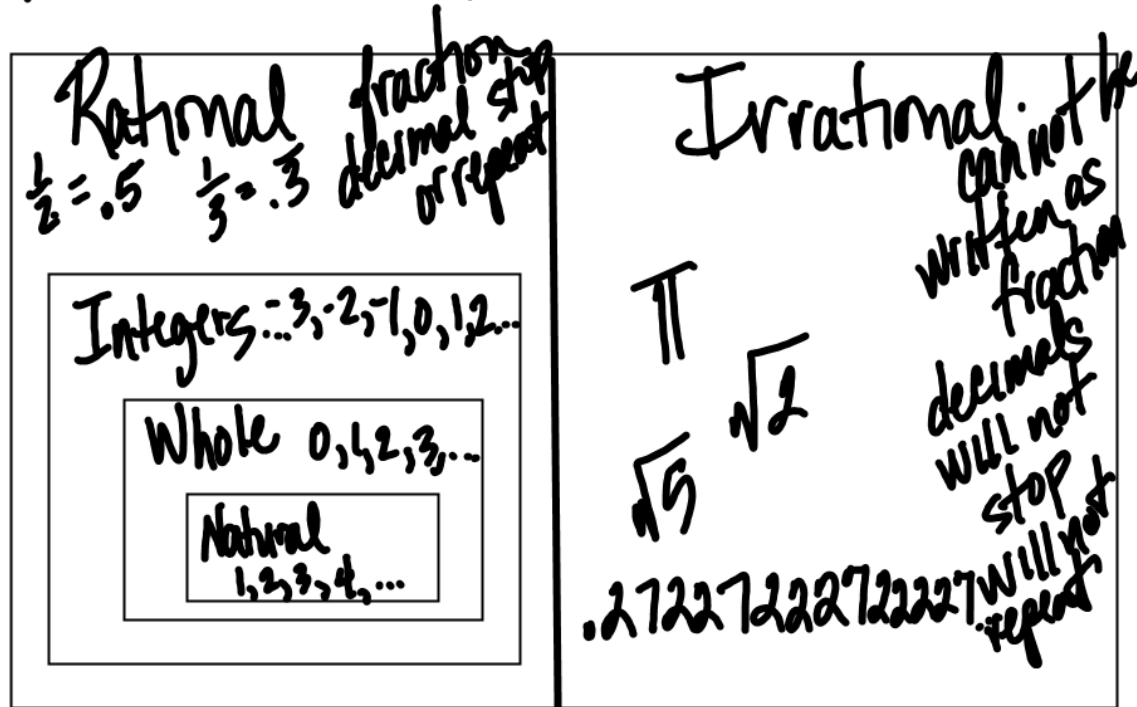 Rational
fraction
decimal stop
or repeat
1/2 = .5
1/3 = .3̅
Integers ...-3, -2, -1, 0, 1, 2...
Whole 0, 1, 2, 3, ...
Natural
1, 2, 3, 4, ...
Irrational
can not be
written as
fraction
decimals
will not
stop
will not
repeat
π
√2
√5
.27227222722227...